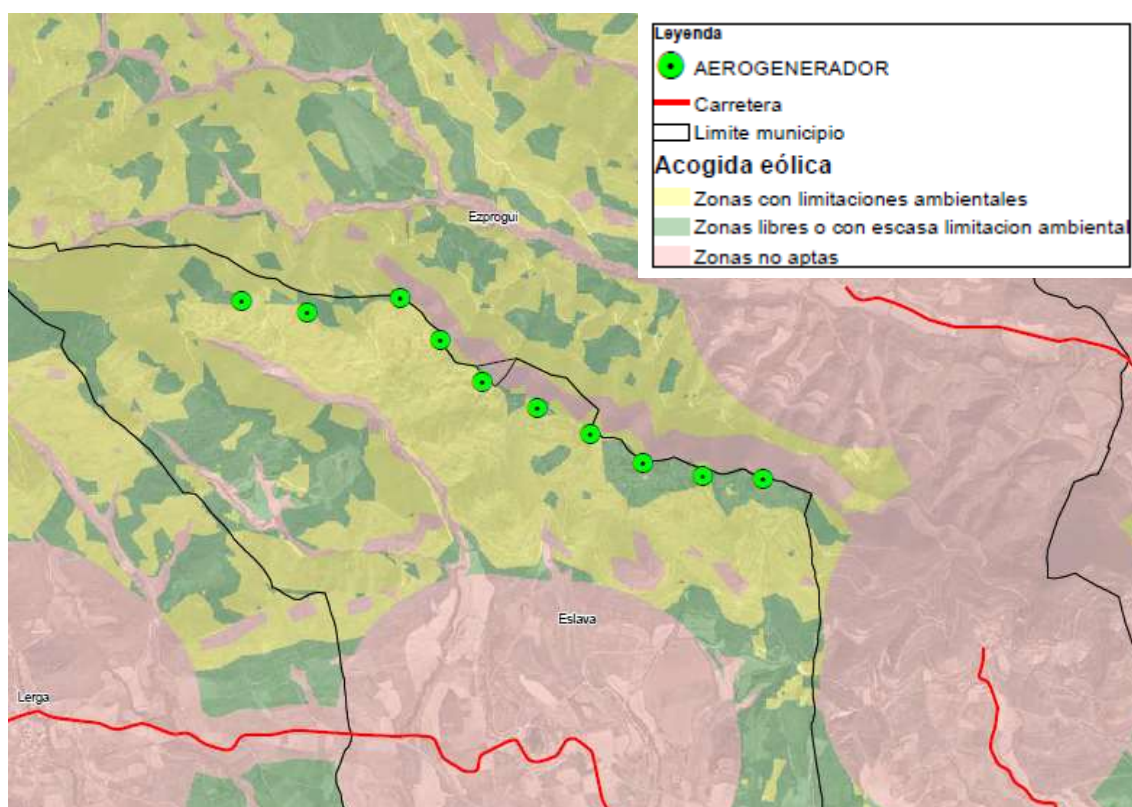 Leyenda
AEROGENERADOR
Carretera
Limite municipio
Acogida eólica
Zonas con limitaciones ambientales
Zonas libres o con escasa limitacion ambiental
Zonas no aptas
Ezprogui
Eslava
Lerga